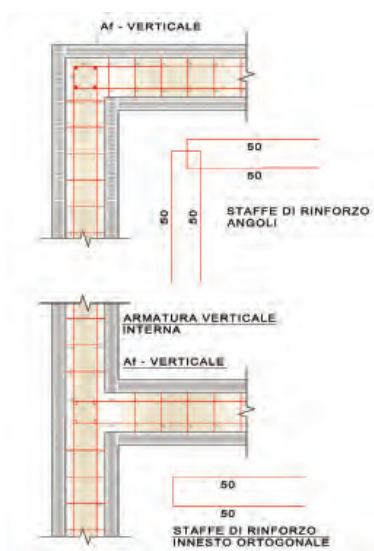 Af - VERTICALE
50
50
50
50
STAFFE DI RINFORZO
ANGOLI
ARMATURA VERTICALE
INTERNA
Af - VERTICALE
50
50
STAFFE DI RINFORZO
INNESTO ORTOGONALE